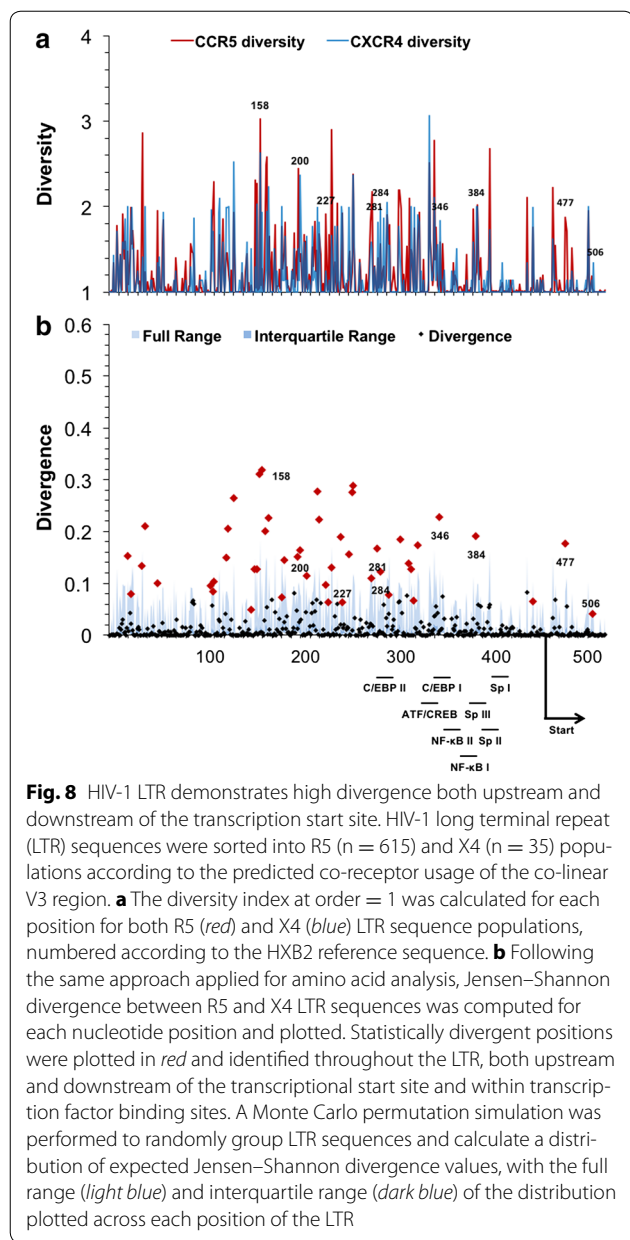 a
4
3
2
1
Diversity
CCR5 diversity CXCR4 diversity
158
200
227
284
281
346
384
477
506
b
0.6
0.5
0.4
0.3
0.2
0.1
0
Divergence
Full Range Interquartile Range Divergence
158
200
227
281
284
346
384
477
506
100 200 300 400 500
C/EBP II C/EBP I Sp I
ATF/CREB Sp III
NF-κB II Sp II
NF-κB I
Start
Fig. 8 HIV-1 LTR demonstrates high divergence both upstream and
downstream of the transcription start site. HIV-1 long terminal repeat
(LTR) sequences were sorted into R5 (n = 615) and X4 (n = 35) popu-
lations according to the predicted co-receptor usage of the co-linear
V3 region. a The diversity index at order = 1 was calculated for each
position for both R5 (red) and X4 (blue) LTR sequence populations,
numbered according to the HXB2 reference sequence. b Following
the same approach applied for amino acid analysis, Jensen–Shannon
divergence between R5 and X4 LTR sequences was computed for
each nucleotide position and plotted. Statistically divergent positions
were plotted in red and identified throughout the LTR, both upstream
and downstream of the transcriptional start site and within transcrip-
tion factor binding sites. A Monte Carlo permutation simulation was
performed to randomly group LTR sequences and calculate a distri-
bution of expected Jensen–Shannon divergence values, with the full
range (light blue) and interquartile range (dark blue) of the distribution
plotted across each position of the LTR